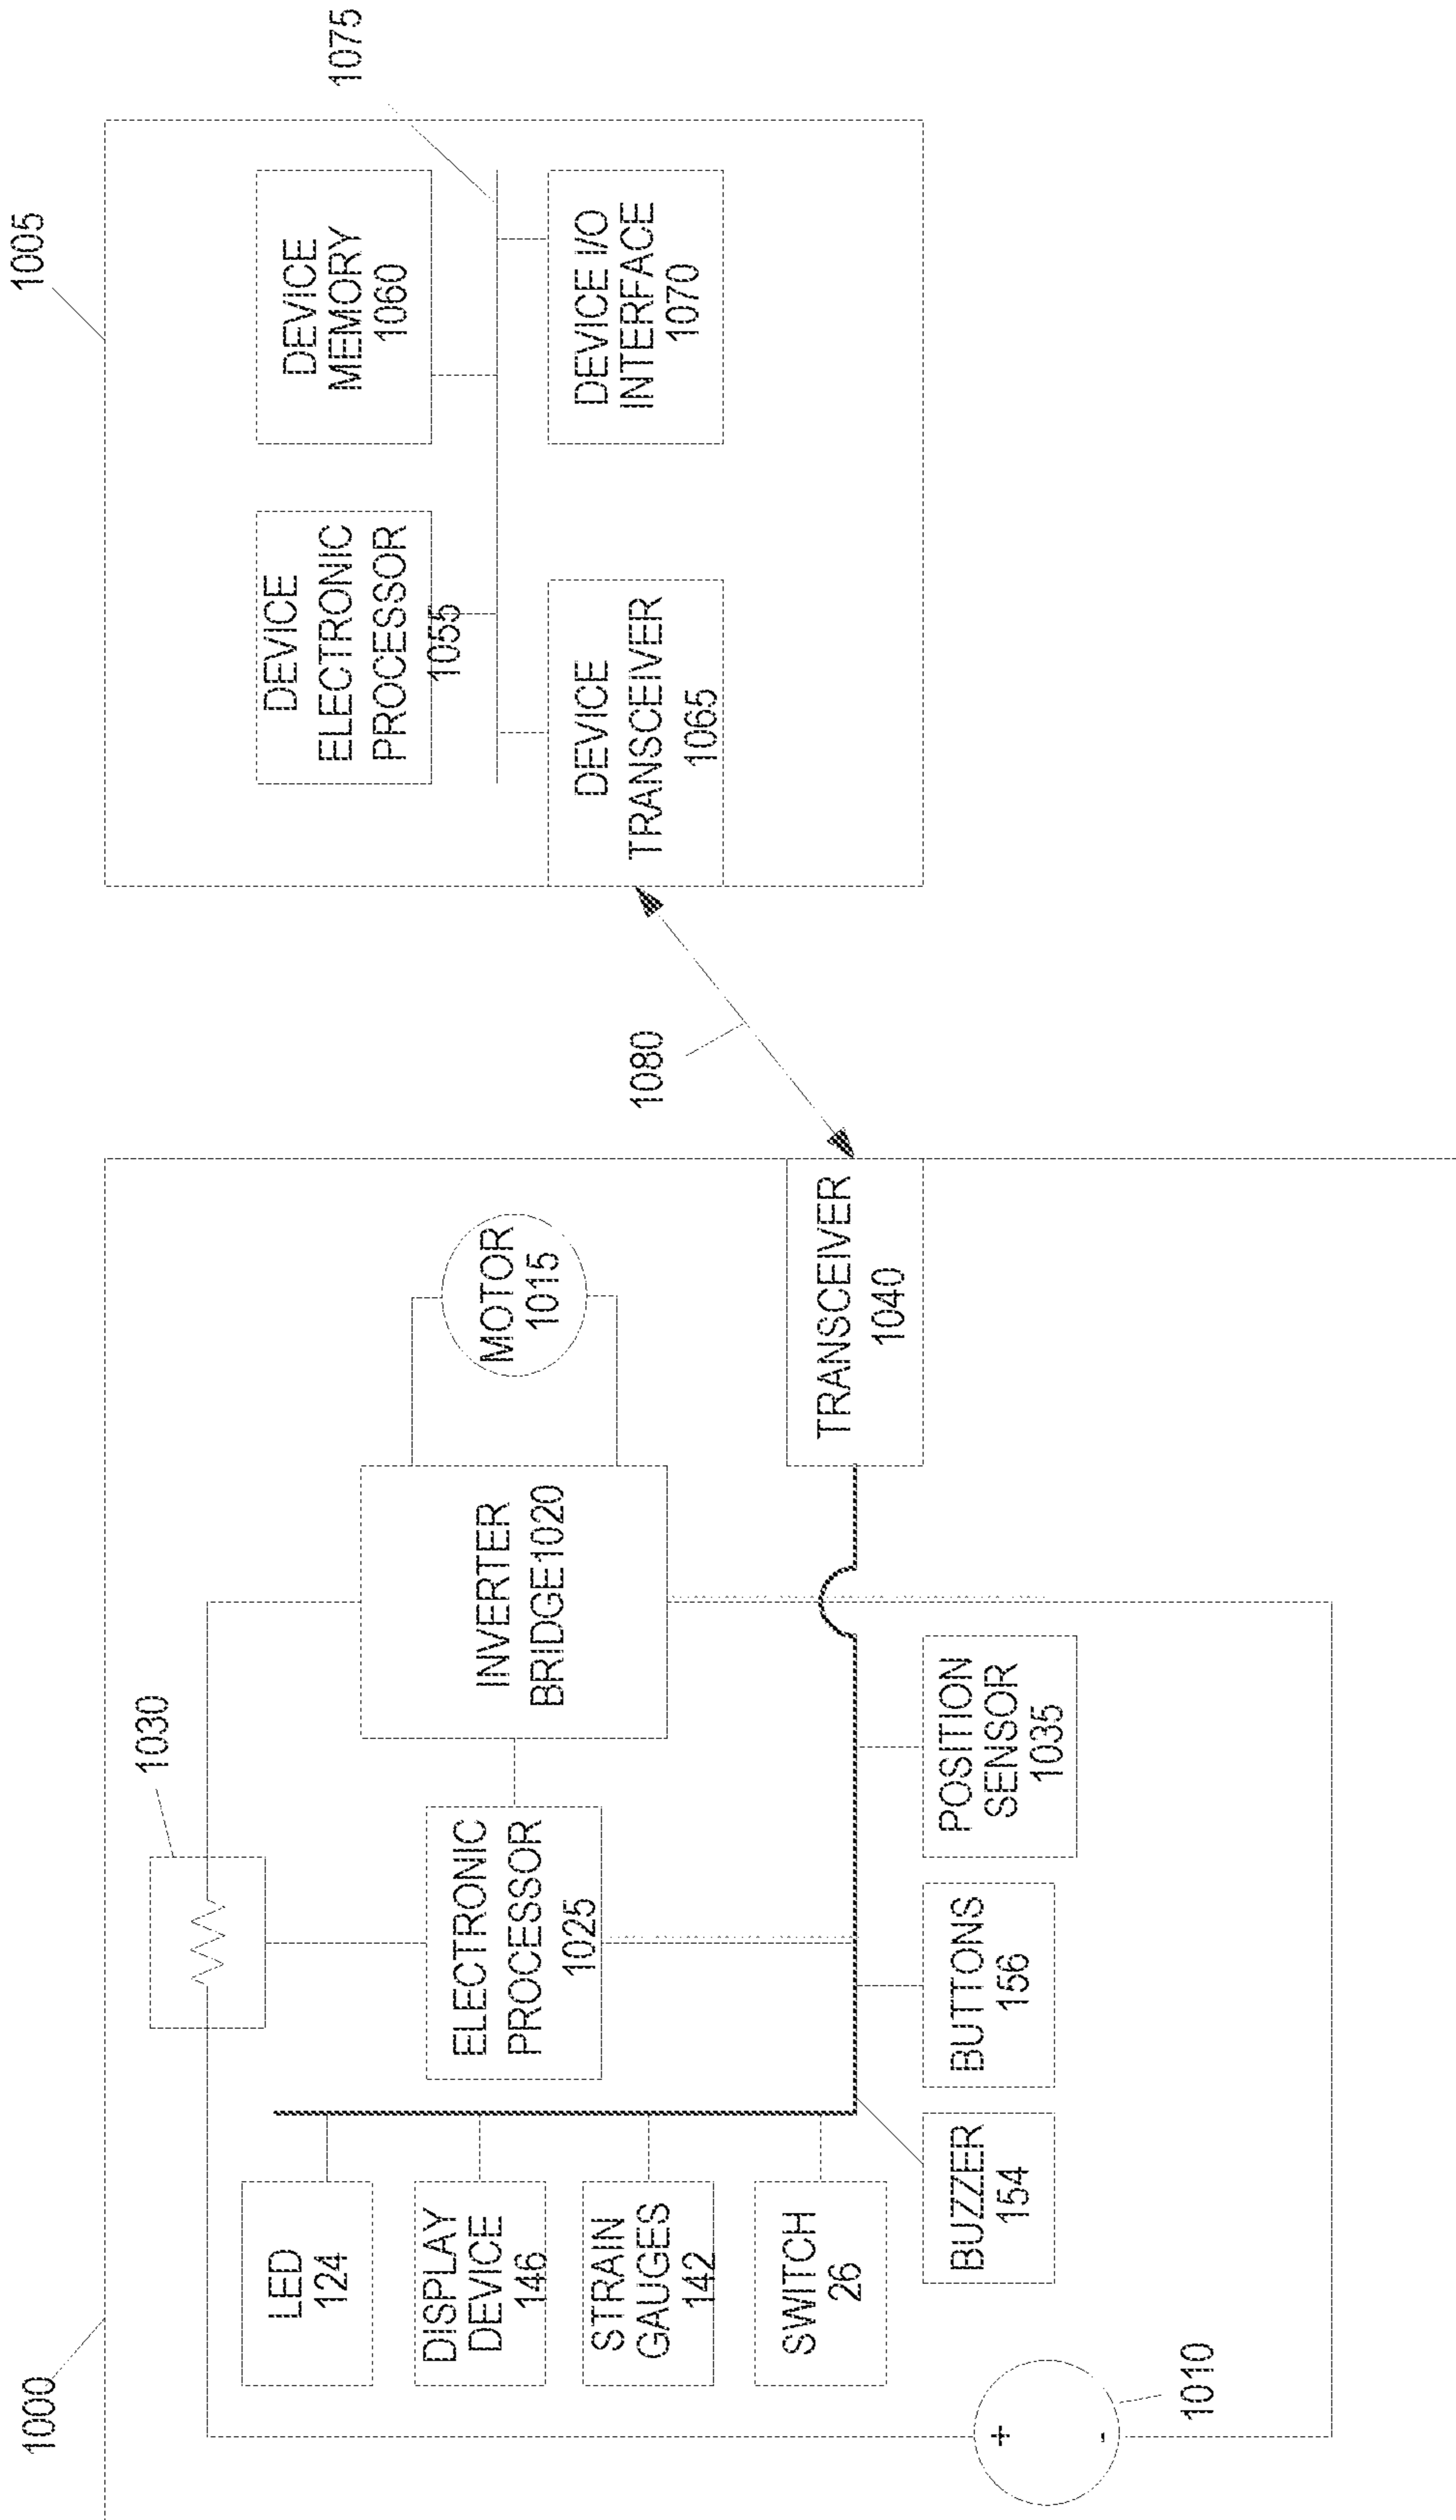 1000
1005
1030
1075
LED
124
DISPLAY
DEVICE
146
STRAIN
GAUGES
142
SWITCH
26
BUZZER
154
BUTTONS
156
POSITION
SENSOR
1035
ELECTRONIC
PROCESSOR
1025
INVERTER
BRIDGE1020
MOTOR
1015
TRANSCEIVER
1040
+
-
1010
1080
DEVICE
ELECTRONIC
PROCESSOR
1055
DEVICE
MEMORY
1060
DEVICE
TRANSCEIVER
1065
DEVICE I/O
INTERFACE
1070